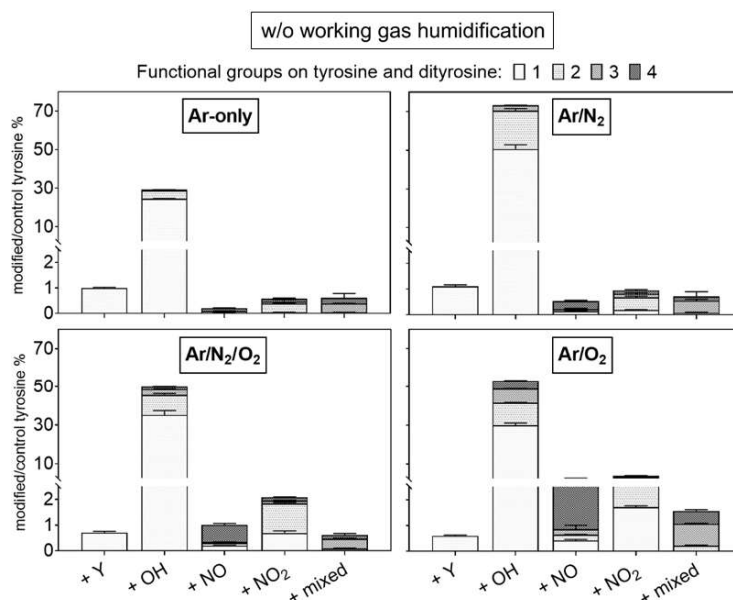 w/o working gas humidification
Functional groups on tyrosine and dityrosine: 1 2 3 4
modified/control tyrosine %
70
50
30
10
2
1
0
Ar-only
Ar/N₂
modified/control tyrosine %
70
50
30
10
2
1
0
Ar/N₂/O₂
Ar/O₂
+ Y
+ OH
+ NO
+ NO₂
+ mixed
+ Y
+ OH
+ NO
+ NO₂
+ mixed